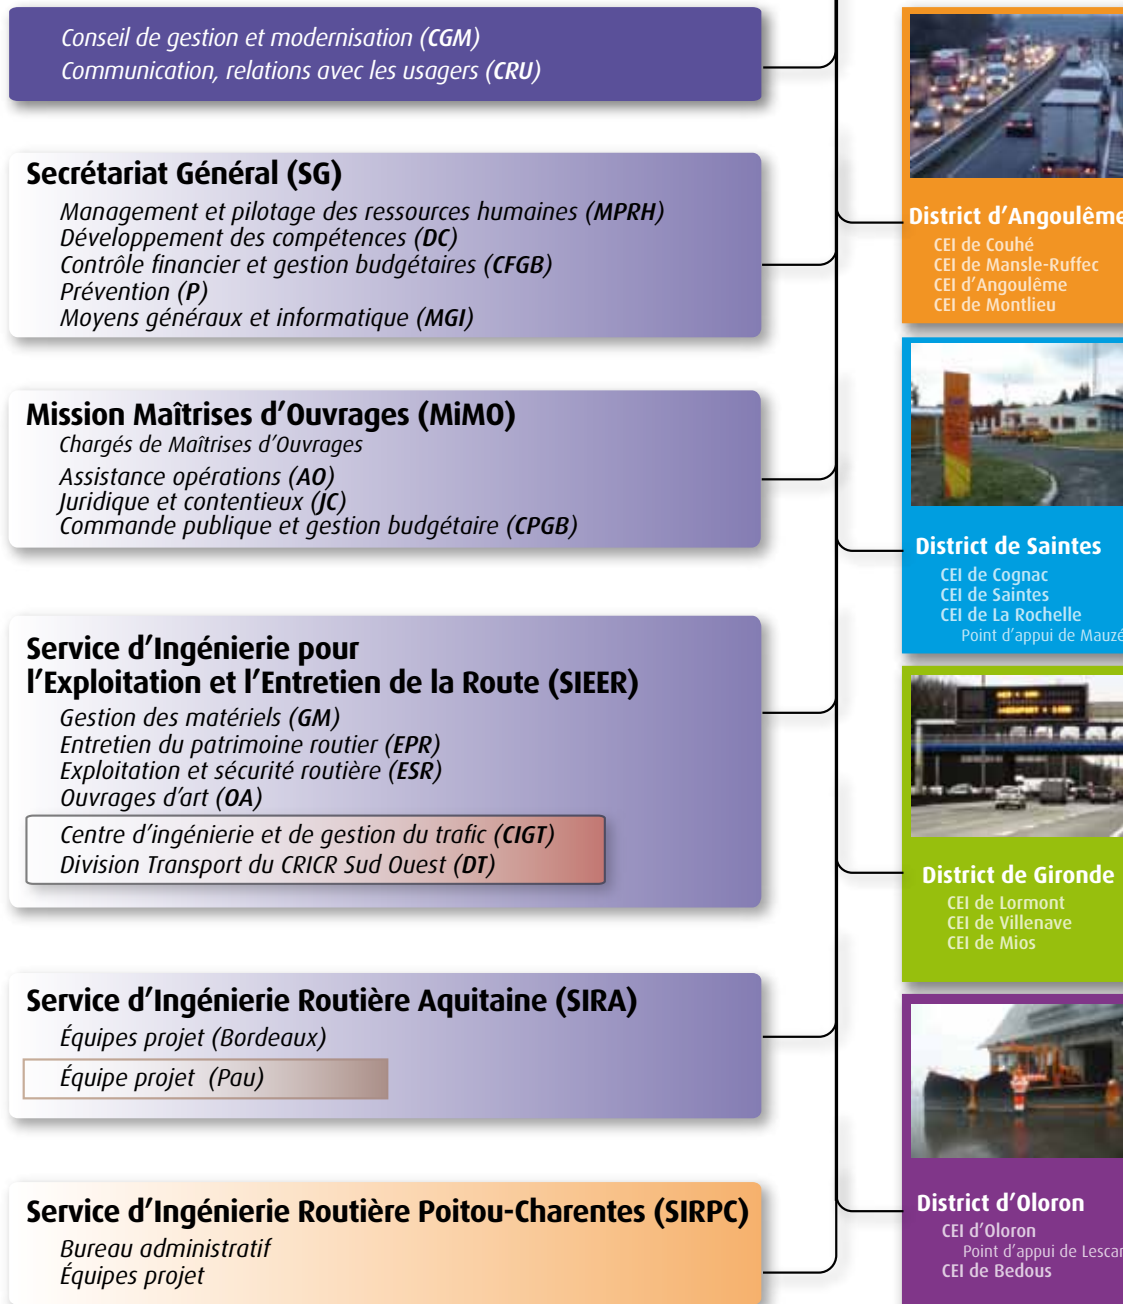 Conseil de gestion et modernisation (CGM)
Communication, relations avec les usagers (CRU)
Secrétariat Général (SG)
Management et pilotage des ressources humaines (MPRH)
Développement des compétences (DC)
Contrôle financier et gestion budgétaires (CFGB)
Prévention (P)
Moyens généraux et informatique (MGI)
Mission Maîtrises d’Ouvrages (MiMO)
Chargés de Maîtrises d’Ouvrages
Assistance opérations (AO)
Juridique et contentieux (JC)
Commande publique et gestion budgétaire (CPGB)
Service d’Ingénierie pour
l’Exploitation et l’Entretien de la Route (SIEER)
Gestion des matériels (GM)
Entretien du patrimoine routier (EPR)
Exploitation et sécurité routière (ESR)
Ouvrages d’art (OA)
Centre d’ingénierie et de gestion du trafic (CIGT)
Division Transport du CRICR Sud Ouest (DT)
Service d’Ingénierie Routière Aquitaine (SIRA)
Équipes projet (Bordeaux)
Équipe projet (Pau)
Service d’Ingénierie Routière Poitou-Charentes (SIRPC)
Bureau administratif
Équipes projet
District d’Angoulême
CEI de Couhé
CEI de Mansle-Ruffec
CEI d’Angoulême
CEI de Montlieu
District de Saintes
CEI de Cognac
CEI de Saintes
CEI de La Rochelle
Point d’appui de Mauzé
District de Gironde
CEI de Lormont
CEI de Villenave
CEI de Mios
District d’Oloron
CEI d’Oloron
Point d’appui de Lescar
CEI de Bedous